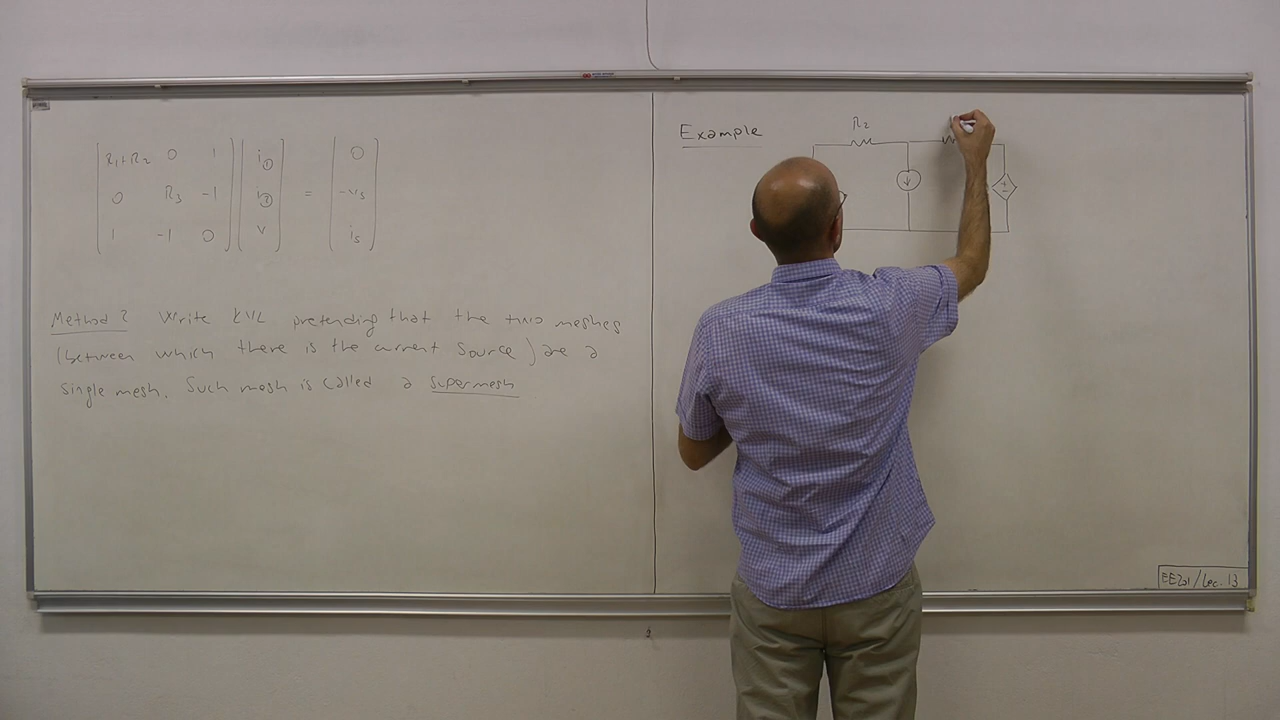 R1+R2 0 1 i① 0
0 R3 -1 i② = -vs
1 -1 0 v is
Method 2 Write KVL pretending that the two meshes
(between which there is the current source) are a
single mesh. Such mesh is called a supermesh
Example
R2
+
-
EE201/Lec. 13